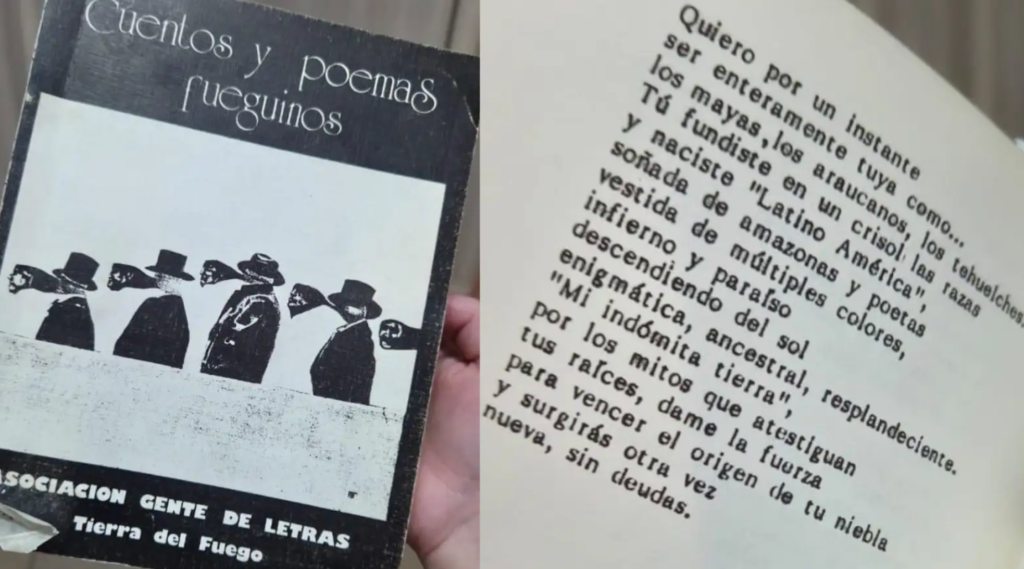 Cuentos y poemas
fueguinos
ASOCIACION GENTE DE LETRAS
Tierra del Fuego
Quiero por un instante
ser enteramente tuya como...
los mayas, los araucanos, los tehuelches.
Tú fundiste en un crisol, las razas
y naciste "Latino América",
soñada de amazonas y poetas
vestida de múltiples colores,
infierno y paraíso
descendiendo del sol
enigmática, ancestral, resplandeciente.
"Mi indómita tierra",
por los mitos que atestiguan
tus raíces, dame la fuerza
para vencer el origen de tu niebla
y surgirás otra vez
nueva, sin deudas.